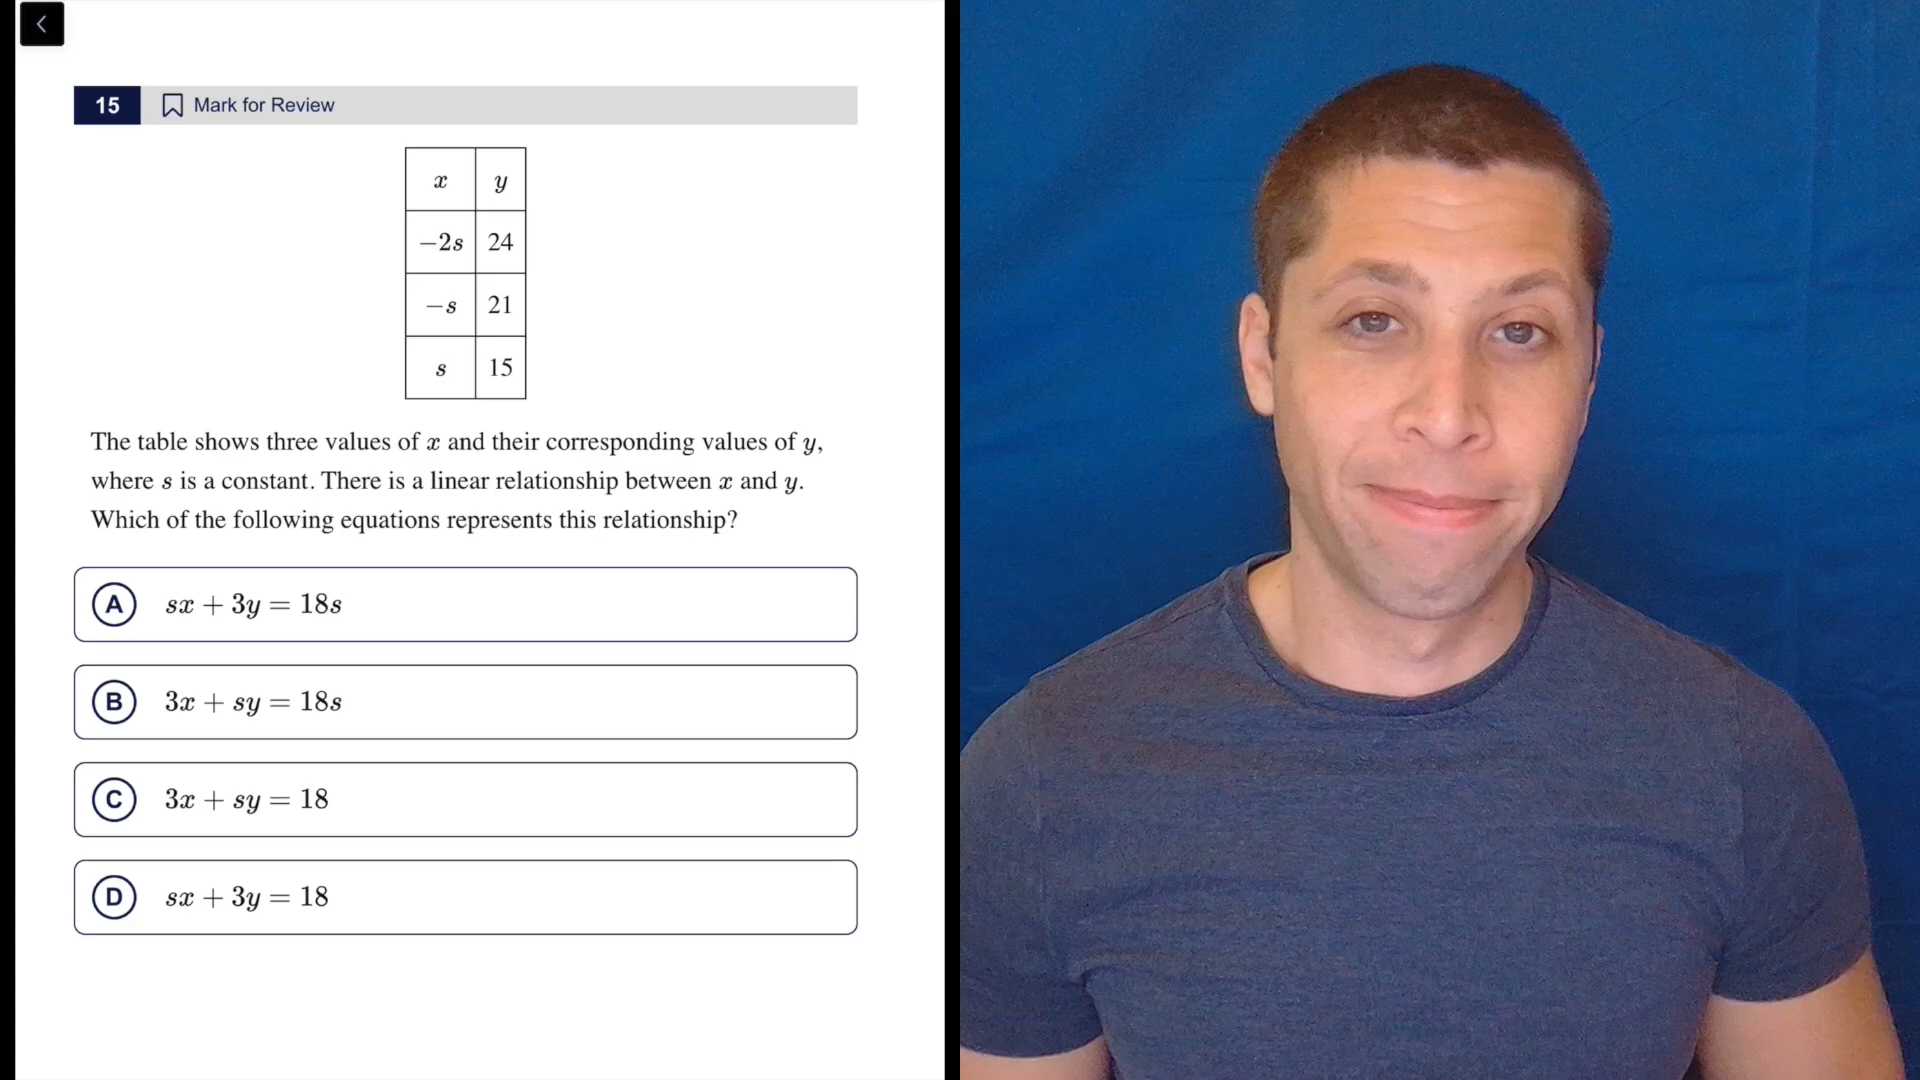 15 Mark for Review
x y
−2s 24
−s 21
s 15
The table shows three values of x and their corresponding values of y,
where s is a constant. There is a linear relationship between x and y.
Which of the following equations represents this relationship?
A sx + 3y = 18s
B 3x + sy = 18s
C 3x + sy = 18
D sx + 3y = 18